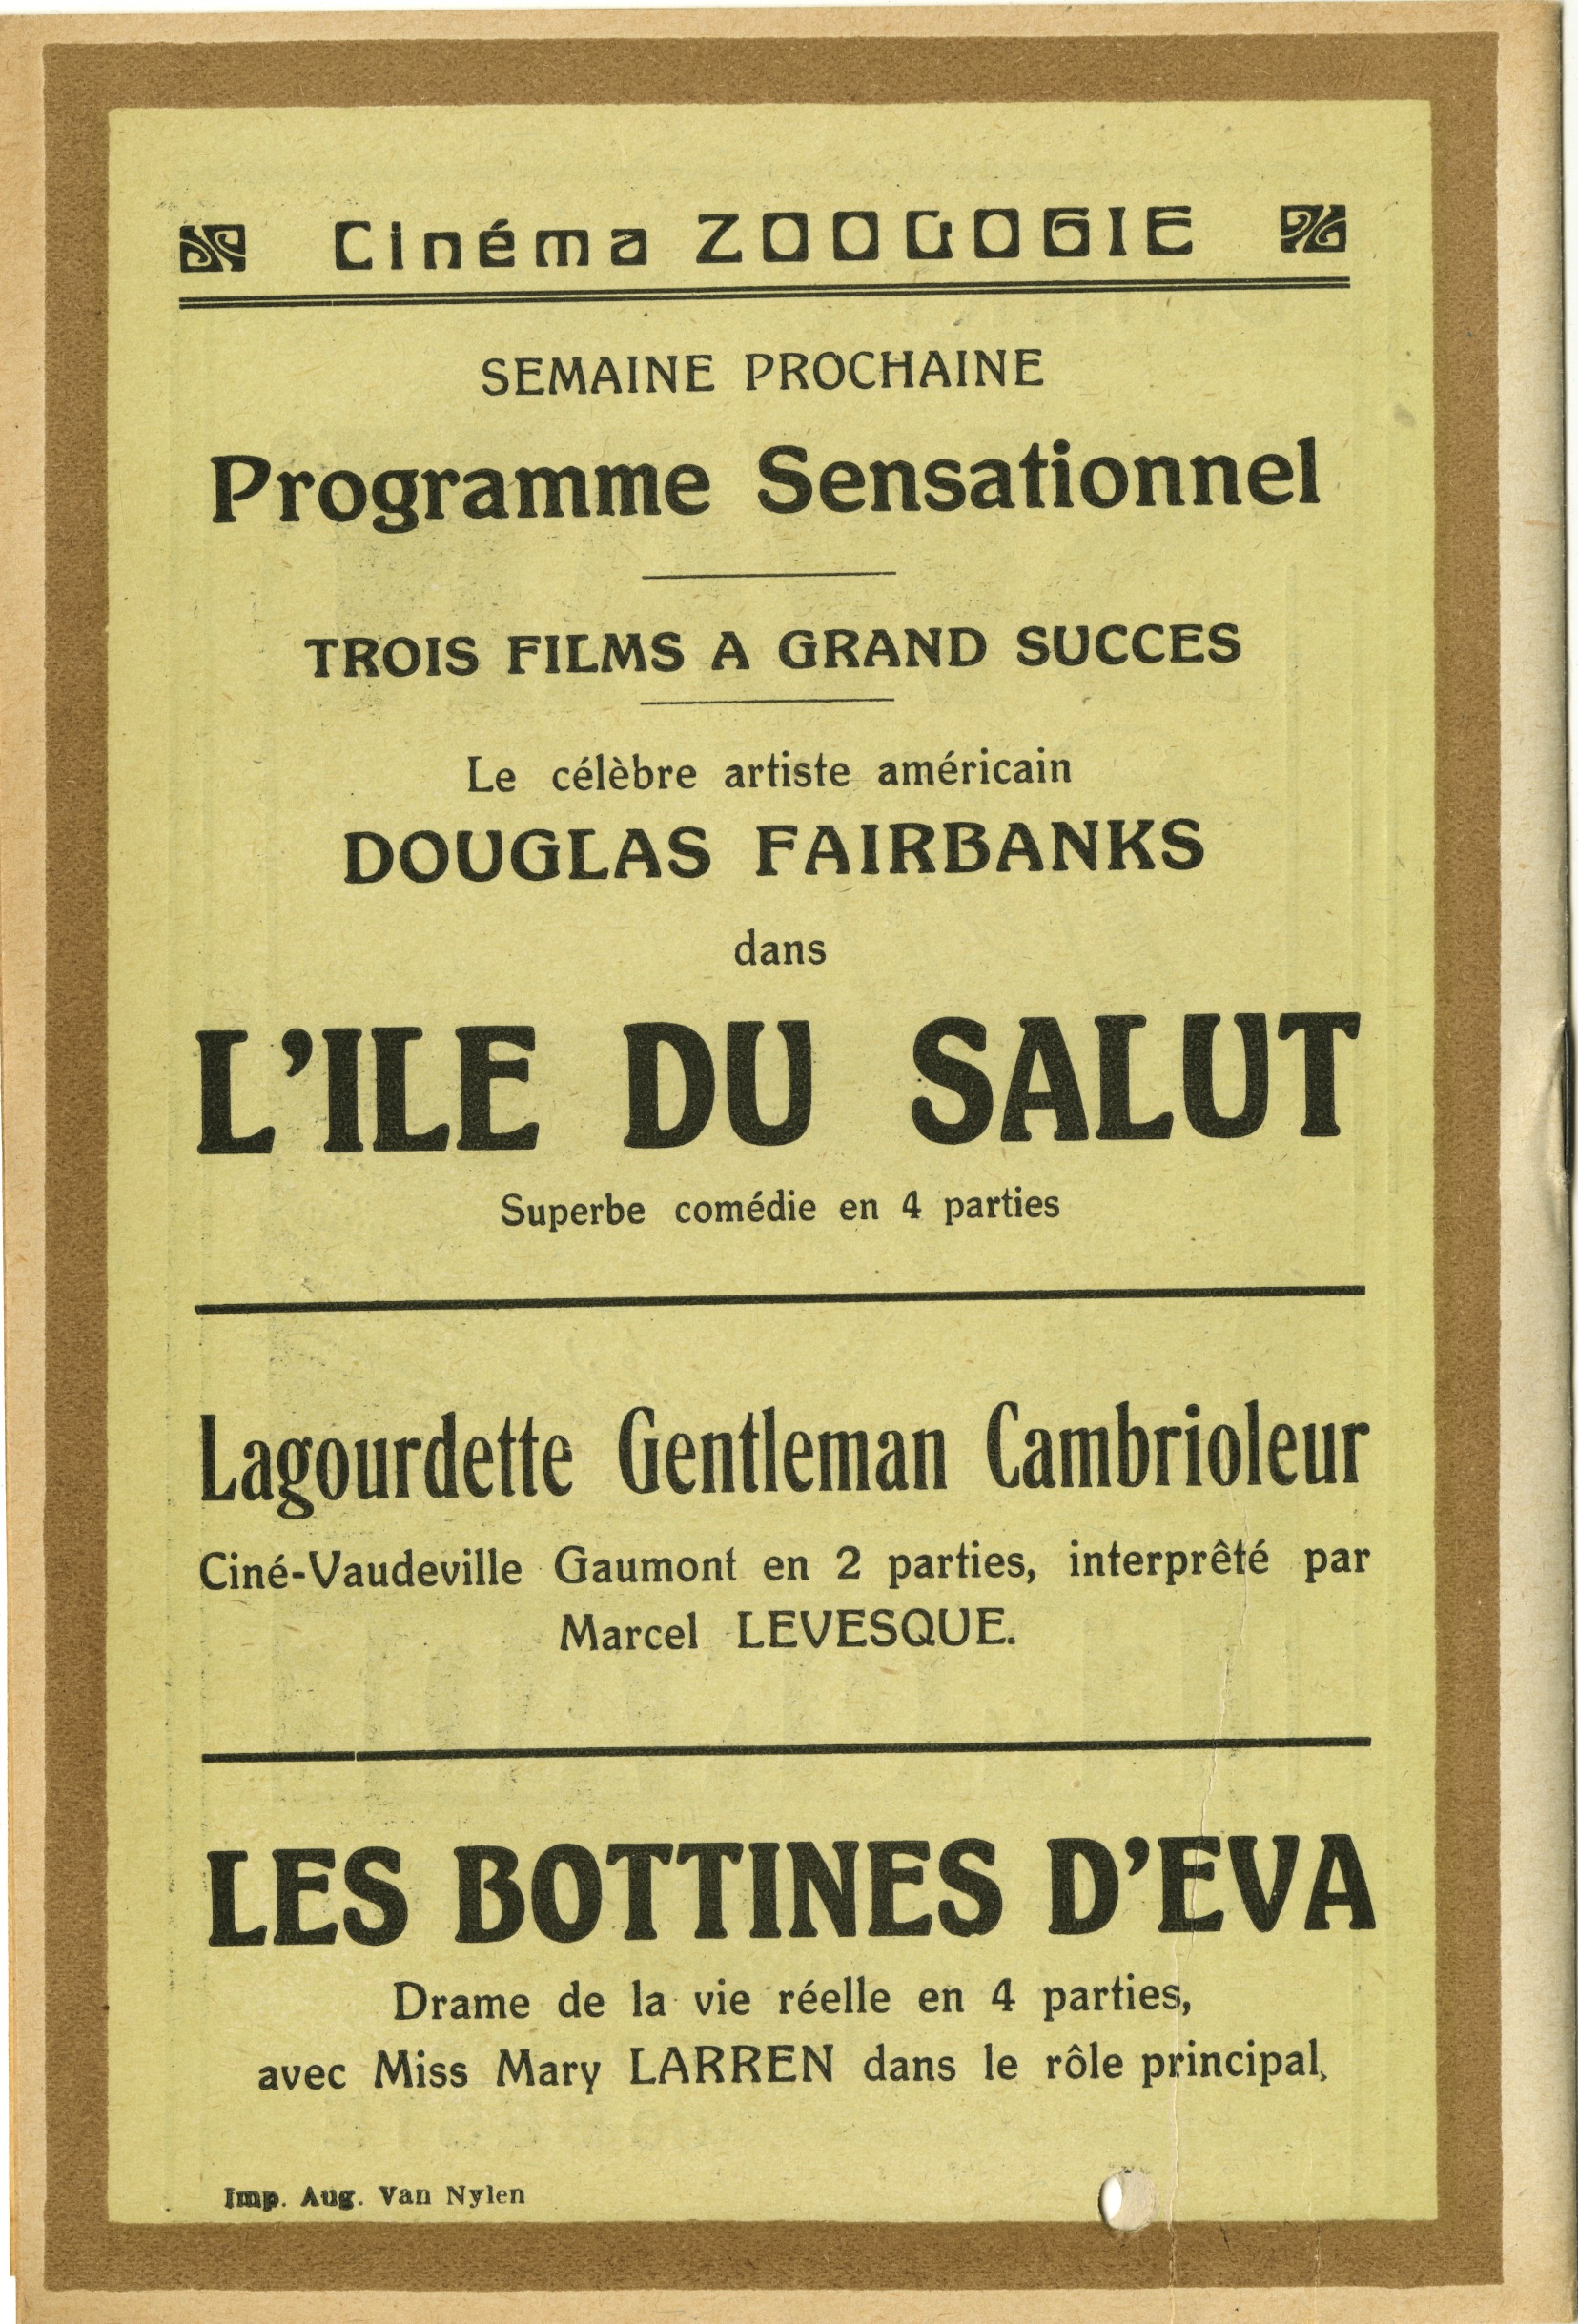 Cinéma ZOOLOGIE
SEMAINE PROCHAINE
Programme Sensationnel
TROIS FILMS A GRAND SUCCES
Le célèbre artiste américain
DOUGLAS FAIRBANKS
dans
L'ILE DU SALUT
Superbe comédie en 4 parties
Lagourdette Gentleman Cambrioleur
Ciné-Vaudeville Gaumont en 2 parties, interprêté par
Marcel LEVESQUE.
LES BOTTINES D'EVA
Drame de la vie réelle en 4 parties,
avec Miss Mary LARREN dans le rôle principal,
Imp. Aug. Van Nylen